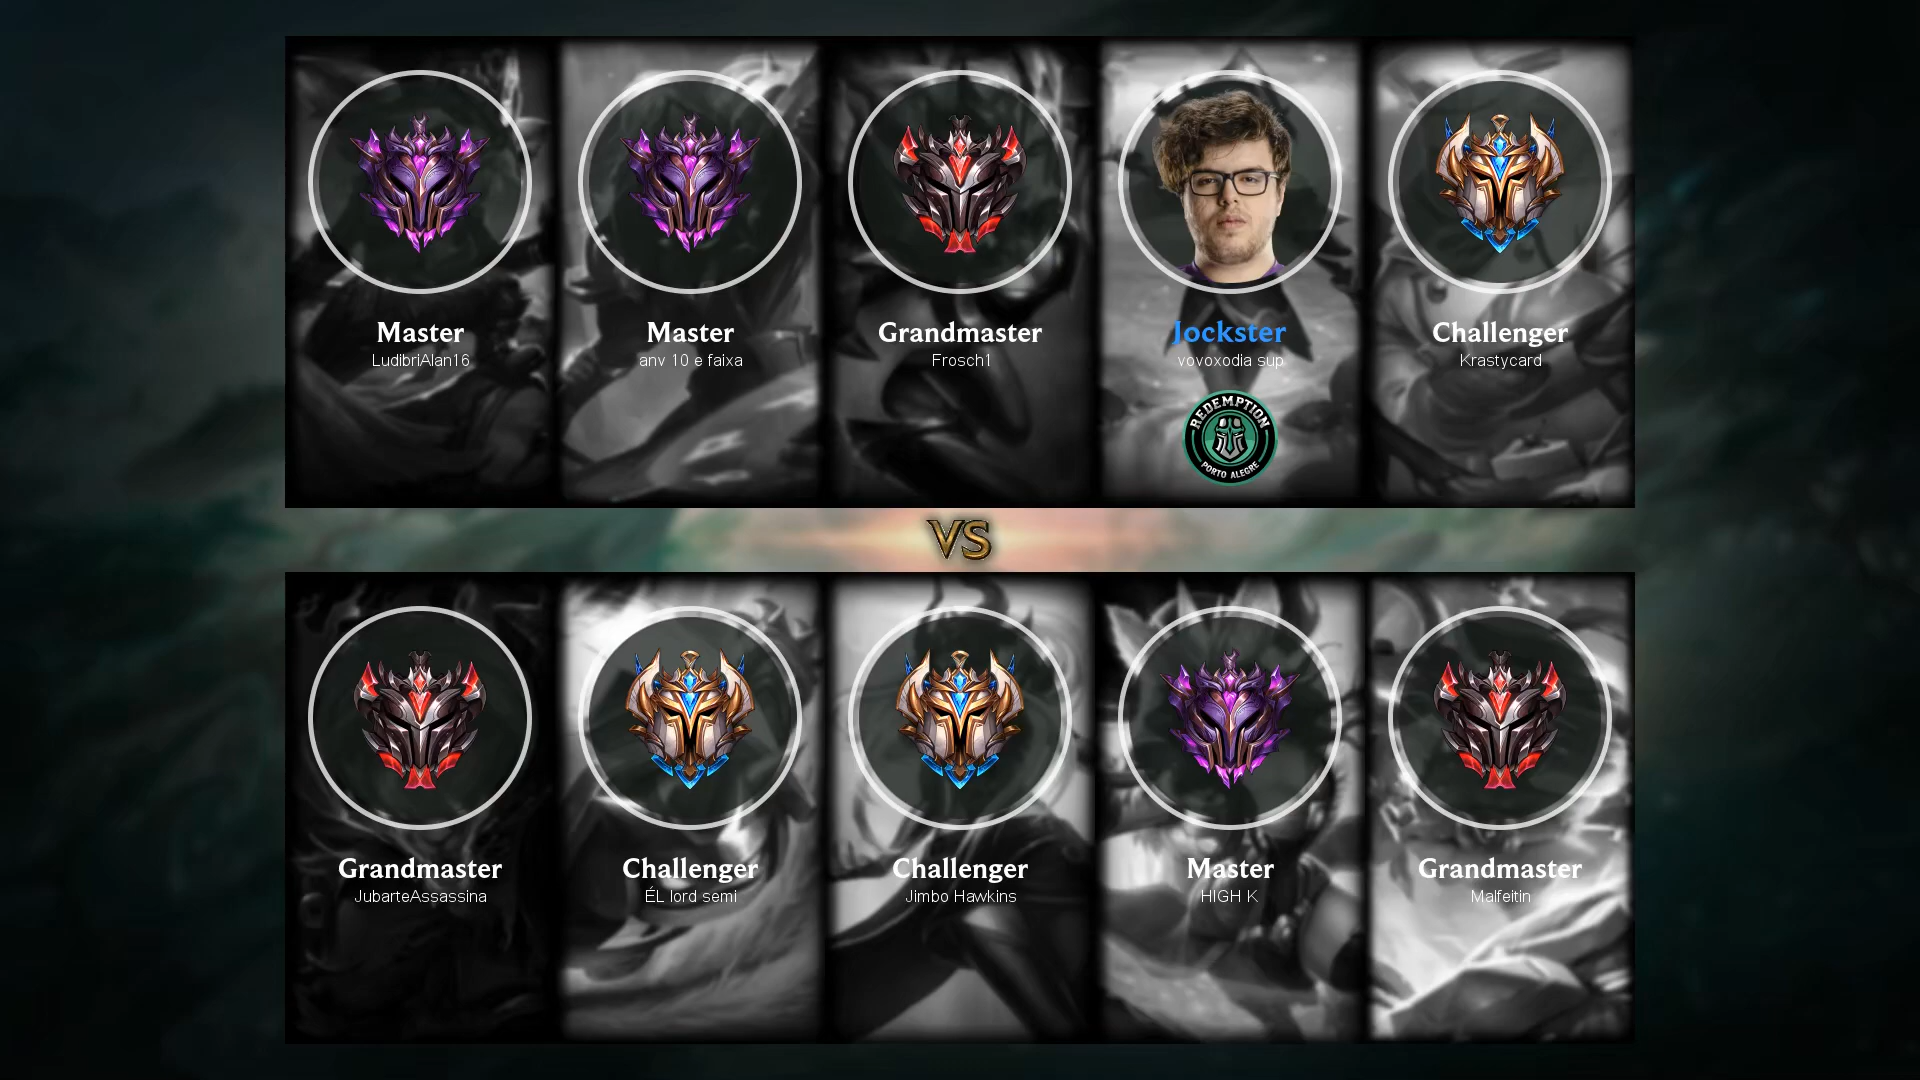 Master
LudibriAlan16
Master
anv 10 e faixa
Grandmaster
Frosch1
Jockster
vovoxodia sup
REDEMPTION
PORTO ALEGRE
Challenger
Krastycard
VS
Grandmaster
JubarteAssassina
Challenger
ÉL lord semi
Challenger
Jimbo Hawkins
Master
HIGH K
Grandmaster
Malfeitin